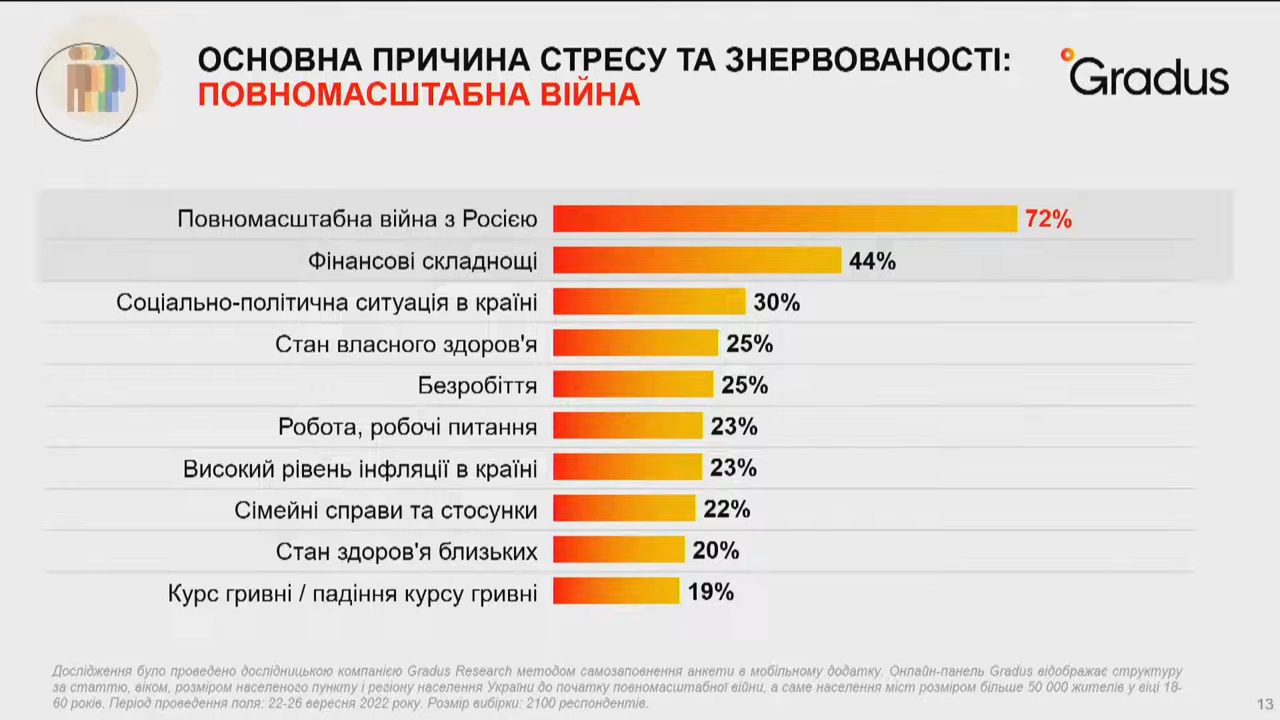 ОСНОВНА ПРИЧИНА СТРЕСУ ТА ЗНЕРВОВАНОСТІ:
ПОВНОМАСШТАБНА ВІЙНА
Gradus
Повномасштабна війна з Росією 72%
Фінансові складнощі 44%
Соціально-політична ситуація в країні 30%
Стан власного здоров'я 25%
Безробіття 25%
Робота, робочі питання 23%
Високий рівень інфляції в країні 23%
Сімейні справи та стосунки 22%
Стан здоров'я близьких 20%
Курс гривні / падіння курсу гривні 19%
Дослідження було проведено дослідницькою компанією Gradus Research методом самозаповнення анкети в мобільному додатку. Онлайн-панель Gradus відображає структуру
за статтю, віком, розміром населеного пункту і регіону населення України до початку повномасштабної війни, а саме населення міст розміром більше 50 000 жителів у віці 18-
60 років. Період проведення поля: 22-26 вересня 2022 року. Розмір вибірки: 2100 респондентів.
13